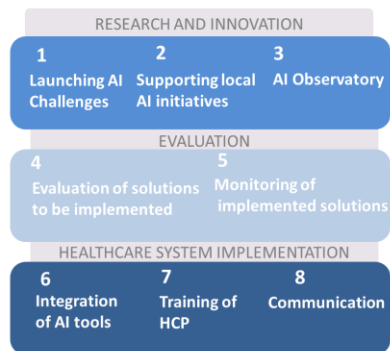 RESEARCH AND INNOVATION
1 2 3
Launching AI Supporting local AI Observatory
Challenges AI initiatives
EVALUATION
4 5
Evaluation of solutions Monitoring of
to be implemented implemented solutions
HEALTHCARE SYSTEM IMPLEMENTATION
6 7 8
Integration Training of Communication
of AI tools HCP